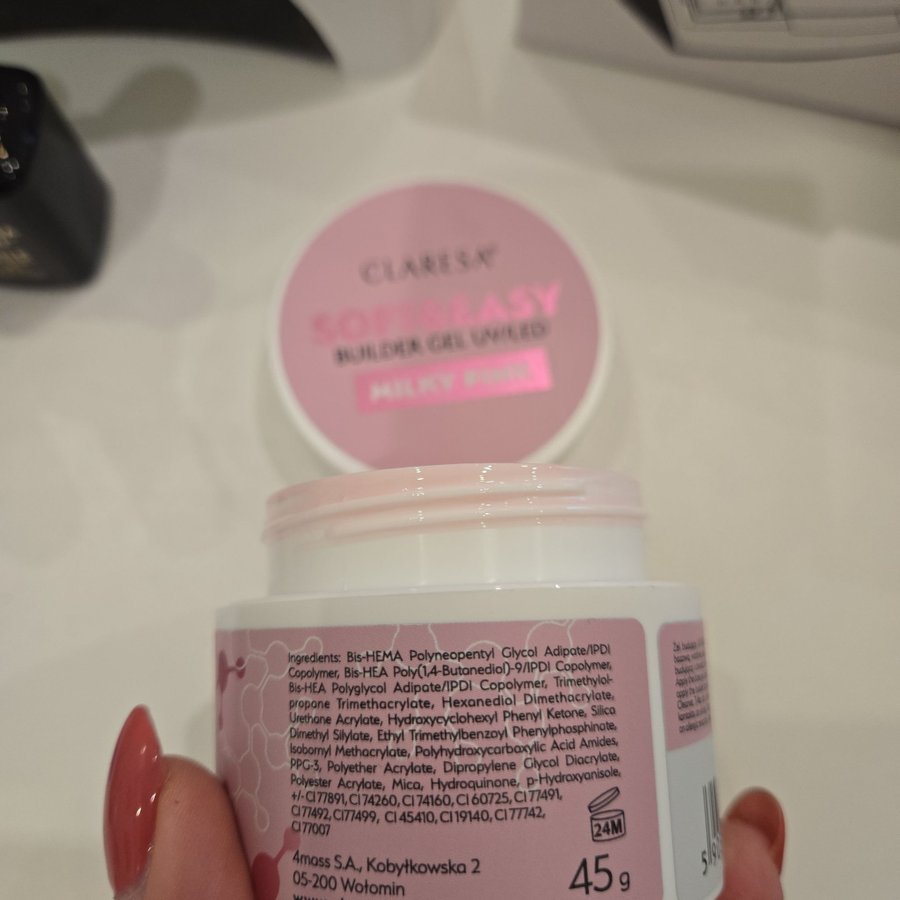 CLARESA®
SOFT&EASY
BUILDER GEL UV/LED
MILKY PINK
Ingredients: Bis-HEMA Polyneopentyl Glycol Adipate/IPDI
Copolymer, Bis-HEA Poly(1,4-Butanediol)-9/IPDI Copolymer,
Bis-HEA Polyglycol Adipate/IPDI Copolymer, Trimethylol-
propane Trimethacrylate, Hexanediol Dimethacrylate,
Urethane Acrylate, Hydroxycyclohexyl Phenyl Ketone, Silica
Dimethyl Silylate, Ethyl Trimethylbenzoyl Phenylphosphinate,
Isobornyl Methacrylate, Polyhydroxycarboxylic Acid Amides,
PPG-3, Polyether Acrylate, Dipropylene Glycol Diacrylate,
Polyester Acrylate, Mica, Hydroquinone, p-Hydroxyanisole,
+/- CI 77891, CI 74260, CI 74160, CI 60725, CI 77491,
CI 77492, CI77499, CI 45410, CI 19140, CI 77742,
CI 77007
24M
4mass S.A., Kobyłkowska 2
05-200 Wołomin
45 g